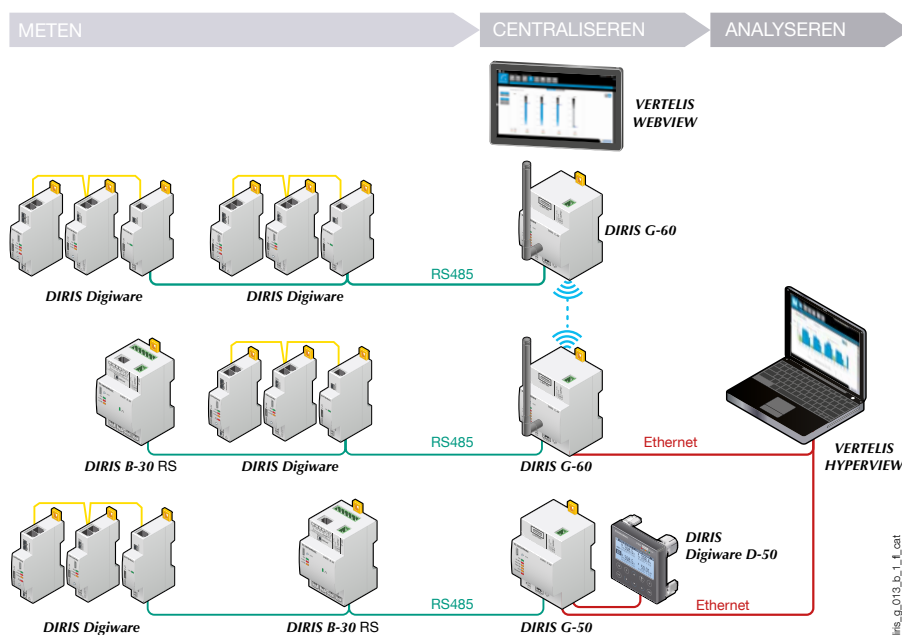 METEN
CENTRALISEREN
ANALYSEREN
VERTELIS
WEBVIEW
DIRIS G-60
RS485
DIRIS Digiware
DIRIS Digiware
RS485
Ethernet
DIRIS B-30 RS
DIRIS Digiware
DIRIS G-60
VERTELIS
HYPERVIEW
DIRIS
Digiware D-50
RS485
Ethernet
DIRIS Digiware
DIRIS B-30 RS
DIRIS G-50